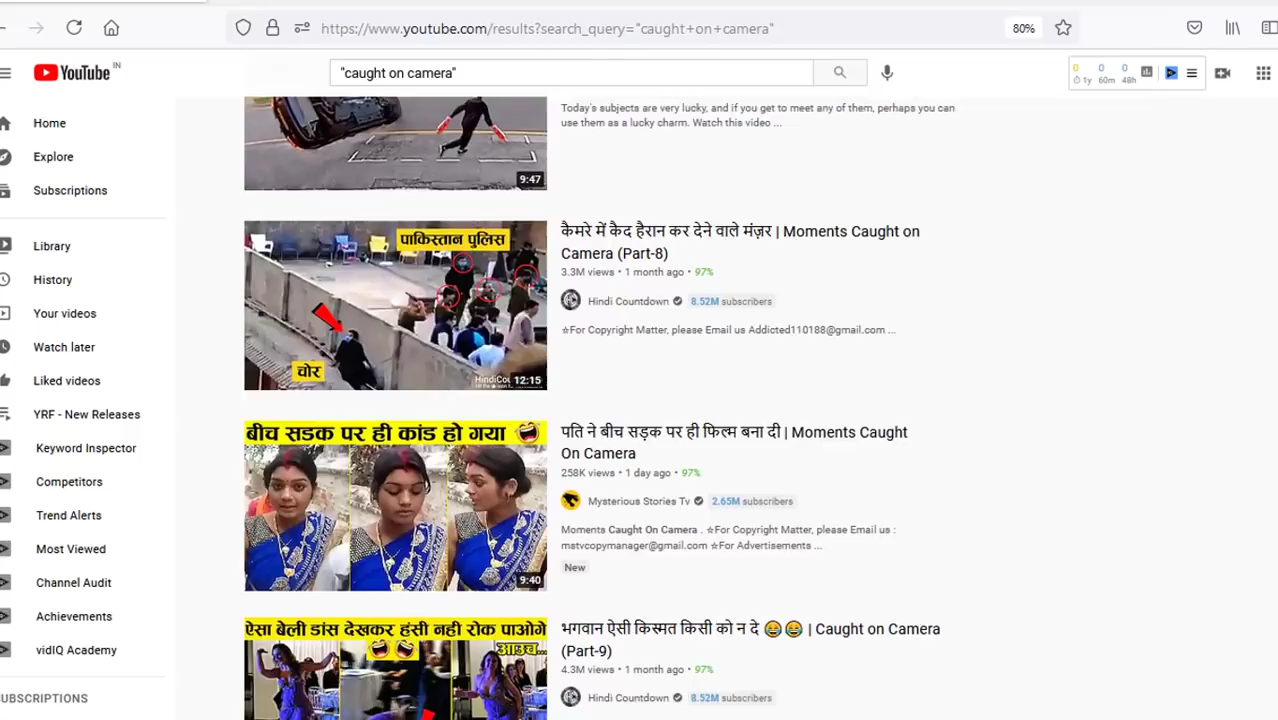 https://www.youtube.com/results?search_query="caught+on+camera"
80%
YouTube IN
"caught on camera"
0 0 0
1y 60m 48h
Home
Explore
Subscriptions
Library
History
Your videos
Watch later
Liked videos
YRF - New Releases
Keyword Inspector
Competitors
Trend Alerts
Most Viewed
Channel Audit
Achievements
vidIQ Academy
SUBSCRIPTIONS
9:47
Today's subjects are very lucky, and if you get to meet any of them, perhaps you can
use them as a lucky charm. Watch this video ...
पाकिस्तान पुलिस
चोर
12:15
कैमरे में कैद हैरान कर देने वाले मंज़र | Moments Caught on
Camera (Part-8)
3.3M views • 1 month ago • 97%
Hindi Countdown 8.52M subscribers
☆For Copyright Matter, please Email us Addicted110188@gmail.com ...
बीच सडक पर ही कांड हो गया
9:40
पति ने बीच सड़क पर ही फिल्म बना दी | Moments Caught
On Camera
258K views • 1 day ago • 97%
Mysterious Stories Tv 2.65M subscribers
Moments Caught On Camera . ☆For Copyright Matter, please Email us :
mstvcopymanager@gmail.com ☆For Advertisements ...
New
ऐसा बेली डांस देखकर हंसी नही रोक पाओगे
आउच...
भगवान ऐसी किस्मत किसी को न दे 😂😂 | Caught on Camera
(Part-9)
4.3M views • 1 month ago • 97%
Hindi Countdown 8.52M subscribers